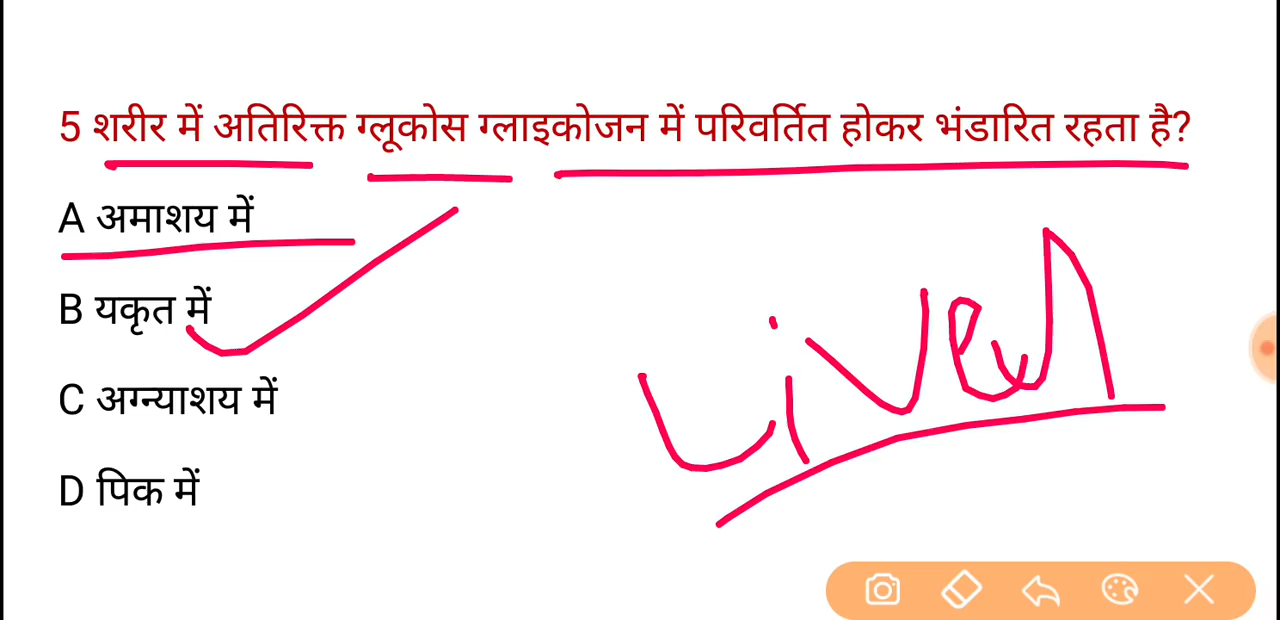 5 शरीर में अतिरिक्त ग्लूकोस ग्लाइकोजन में परिवर्तित होकर भंडारित रहता है?
A अमाशय में
B यकृत में
Liver
C अग्न्याशय में
D पिक में